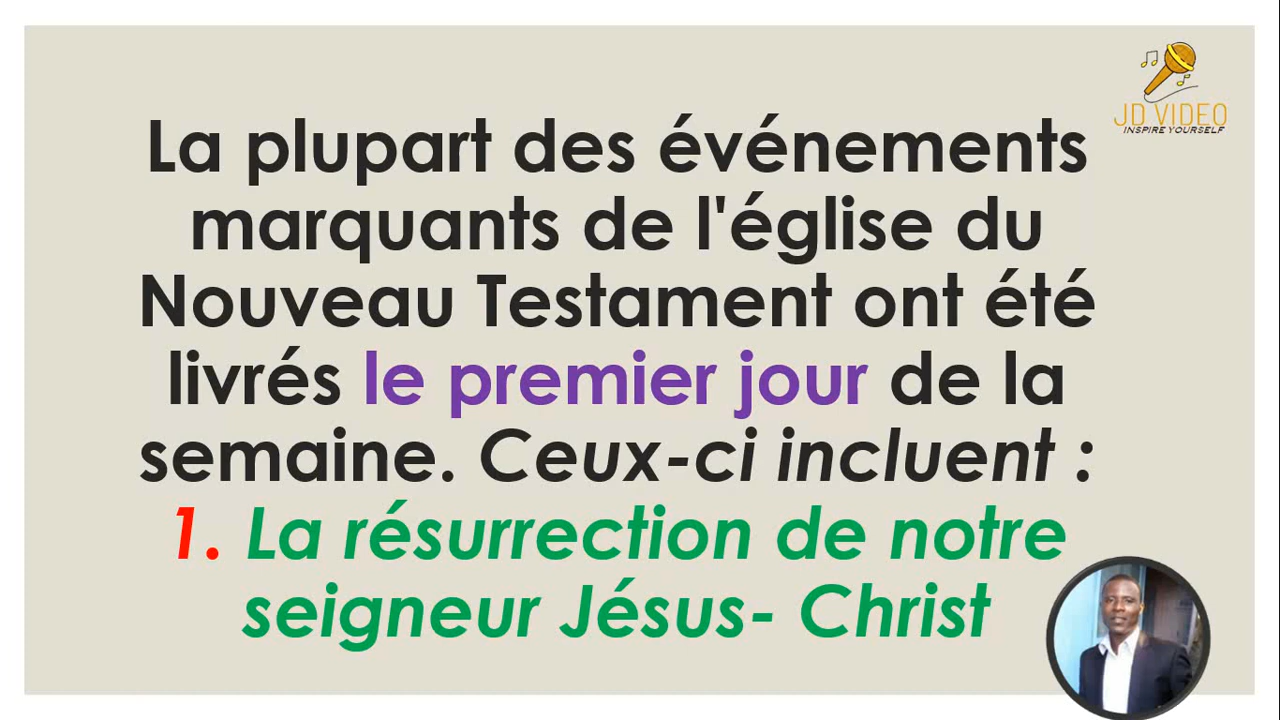 JD VIDEO
INSPIRE YOURSELF
La plupart des événements
marquants de l'église du
Nouveau Testament ont été
livrés le premier jour de la
semaine. Ceux-ci incluent :
1. La résurrection de notre
seigneur Jésus- Christ